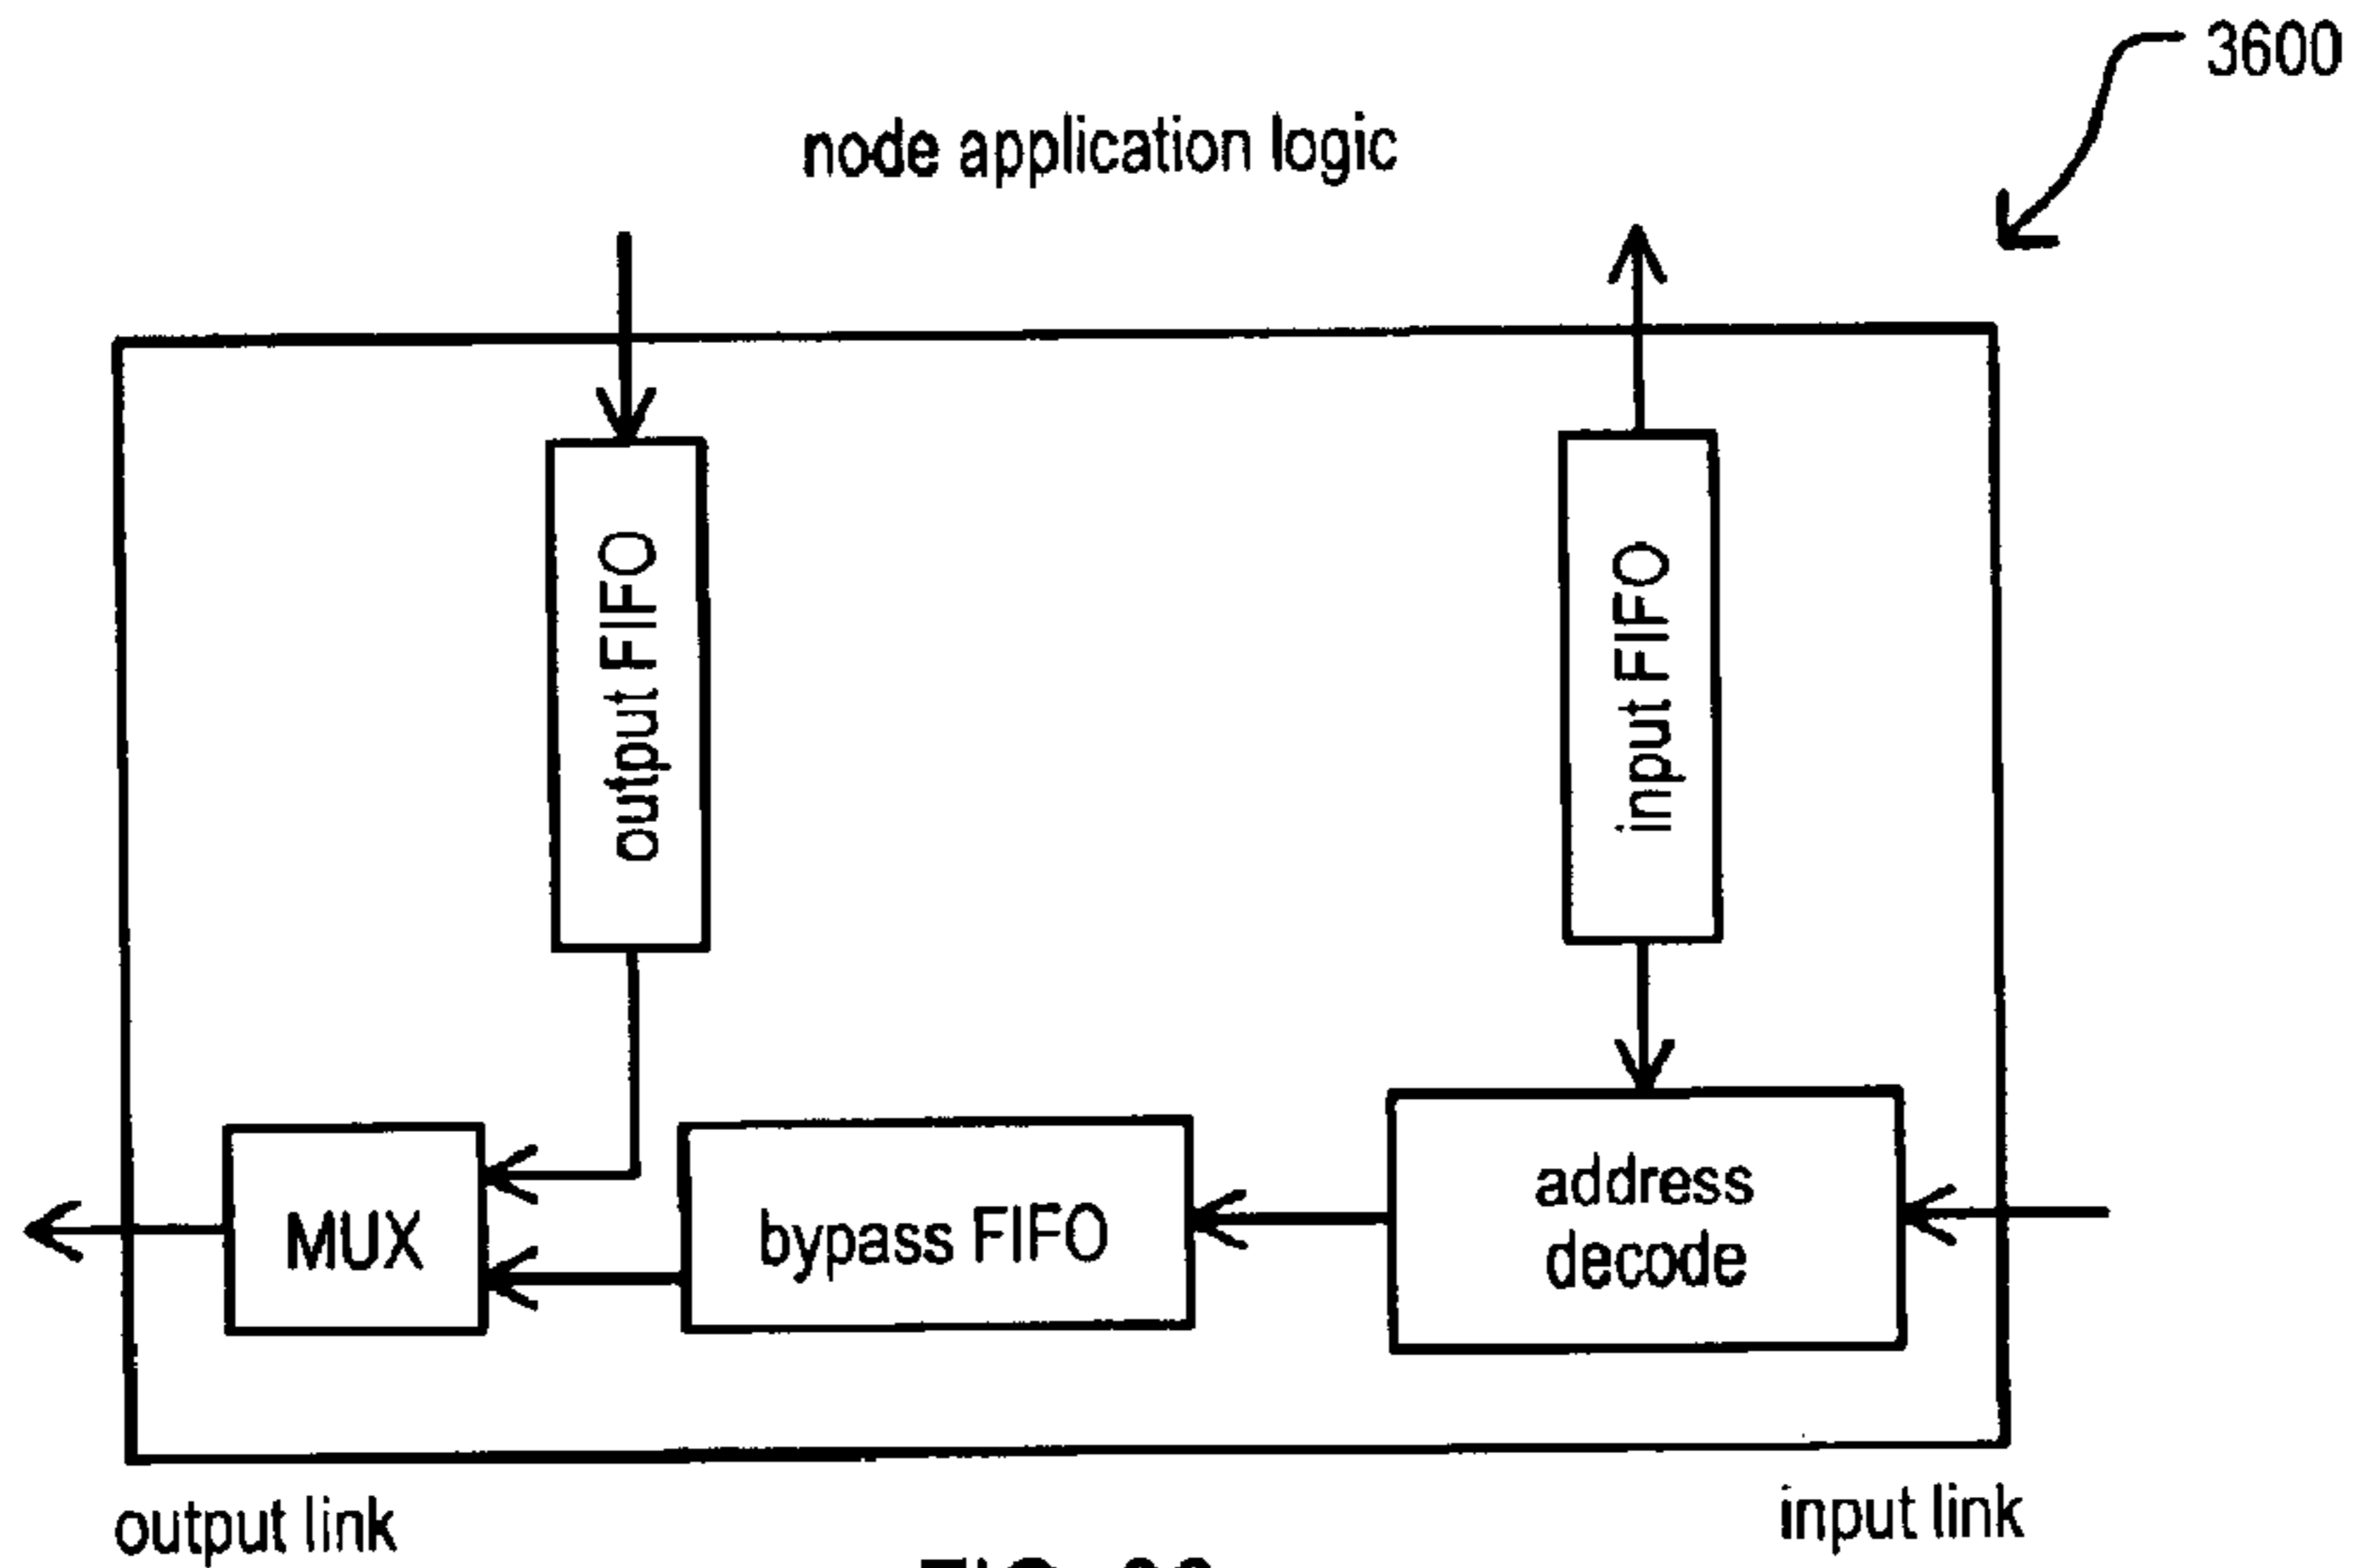 3600
node application logic
output FIFO
input FIFO
MUX
bypass FIFO
address
decode
output link
input link